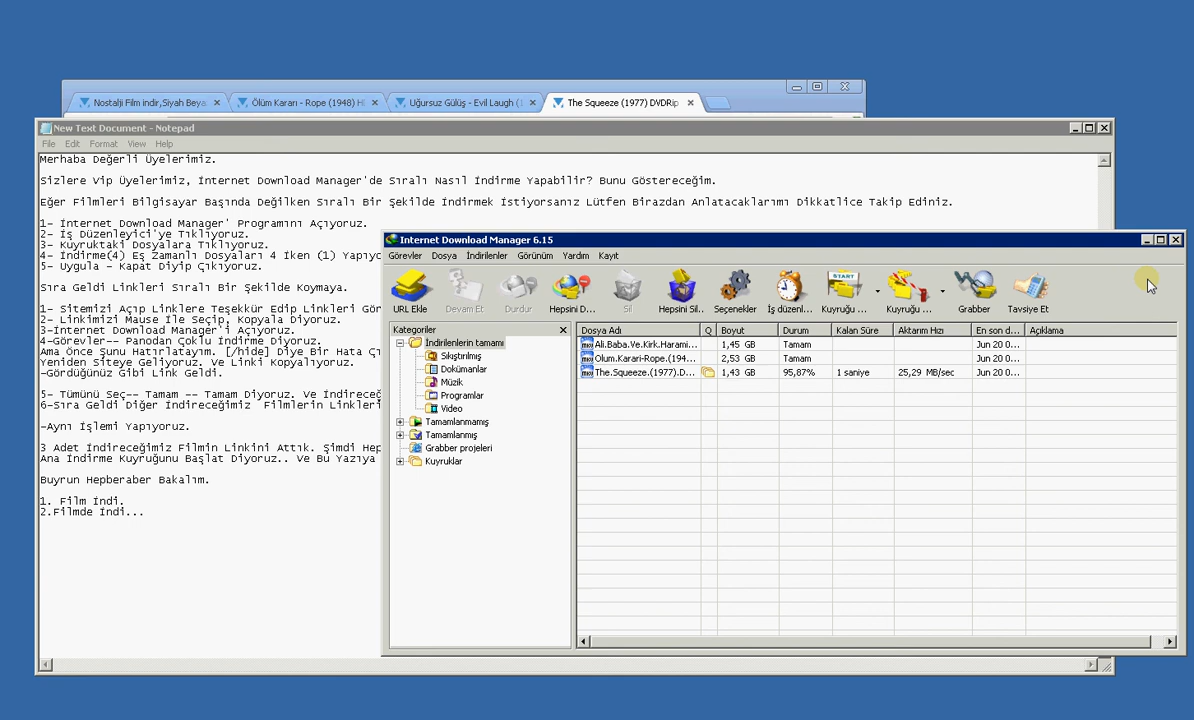 Nostalji Film indir,Siyah Beya
Ölüm Kararı - Rope (1948) H
Uğursuz Gülüş - Evil Laugh (1
The Squeeze (1977) DVDRip
New Text Document - Notepad
File Edit Format View Help
Merhaba Değerli Üyelerimiz.
Sizlere Vip Üyelerimiz, İnternet Download Manager'de Sıralı Nasıl İndirme Yapabilir? Bunu Göstereceğim.
Eğer Filmleri Bilgisayar Başında Değilken Sıralı Bir Şekilde İndirmek İstiyorsanız Lütfen Birazdan Anlatacaklarımı Dikkatlice Takip Ediniz.
1- İnternet Download Manager' Programını Açıyoruz.
2- İş Düzenleyici'ye Tıklıyoruz.
3- Kuyruktaki Dosyalara Tıklıyoruz.
4- İndirme(4) Eş Zamanlı Dosyaları 4 İken (1) Yapıyo
5- Uygula - Kapat Diyip Çıkıyoruz.
Sıra Geldi Linkleri Sıralı Bir Şekilde Koymaya.
1- Sitemizi Açıp Linklere Teşekkür Edip Linkleri Gör
2- Linkimizi Mause İle Seçip, Kopyala Diyoruz.
3-İnternet Download Manager'i Açıyoruz.
4-Görevler-- Panodan Çoklu İndirme Diyoruz.
Ama Önce Şunu Hatırlatayım. [/hide] Diye Bir Hata Çı
Yeniden Siteye Geliyoruz. Ve Linki Kopyalıyoruz.
-Gördüğünüz Gibi Link Geldi.
5- Tümünü Seç-- Tamam -- Tamam Diyoruz. Ve İndireceğ
6-Sıra Geldi Diğer İndireceğimiz Filmlerin Linkleri
-Aynı İşlemi Yapıyoruz.
3 Adet İndireceğimiz Filmin Linkini Attık. Şimdi Hep
Ana İndirme Kuyruğunu Başlat Diyoruz.. Ve Bu Yazıya
Buyrun Hepberaber Bakalım.
1. Film İndi.
2.Filmde İndi...
Internet Download Manager 6.15
Görevler Dosya İndirilenler Görünüm Yardım Kayıt
URL Ekle Devam Et Durdur Hepsini D... Sil Hepsini Sil... Seçenekler İş düzenl... Kuyruğu ... Kuyruğu ... Grabber Tavsiye Et
START
Kategoriler
İndirilenlerin tamamı
Sıkıştırılmış
Dokümanlar
Müzik
Programlar
Video
Tamamlanmamış
Tamamlanmış
Grabber projeleri
Kuyruklar
Dosya Adı Q Boyut Durum Kalan Süre Aktarım Hızı En son d... Açıklama
Ali.Baba.Ve.Kirk.Harami... 1,45 GB Tamam Jun 20 0...
Olum.Karari-Rope.(194... 2,53 GB Tamam Jun 20 0...
The.Squeeze.(1977).D... 1,43 GB 95,87% 1 saniye 25,29 MB/sec Jun 20 0...